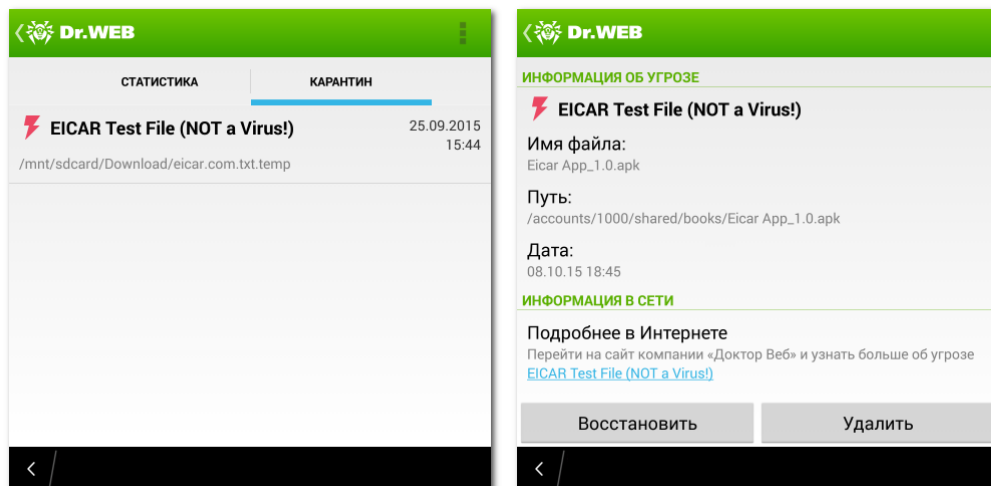 Dr.WEB
СТАТИСТИКА КАРАНТИН
EICAR Test File (NOT a Virus!) 25.09.2015
15:44
/mnt/sdcard/Download/eicar.com.txt.temp
Dr.WEB
ИНФОРМАЦИЯ ОБ УГРОЗЕ
EICAR Test File (NOT a Virus!)
Имя файла:
Eicar App_1.0.apk
Путь:
/accounts/1000/shared/books/Eicar App_1.0.apk
Дата:
08.10.15 18:45
ИНФОРМАЦИЯ В СЕТИ
Подробнее в Интернете
Перейти на сайт компании «Доктор Веб» и узнать больше об угрозе
EICAR Test File (NOT a Virus!)
Восстановить Удалить